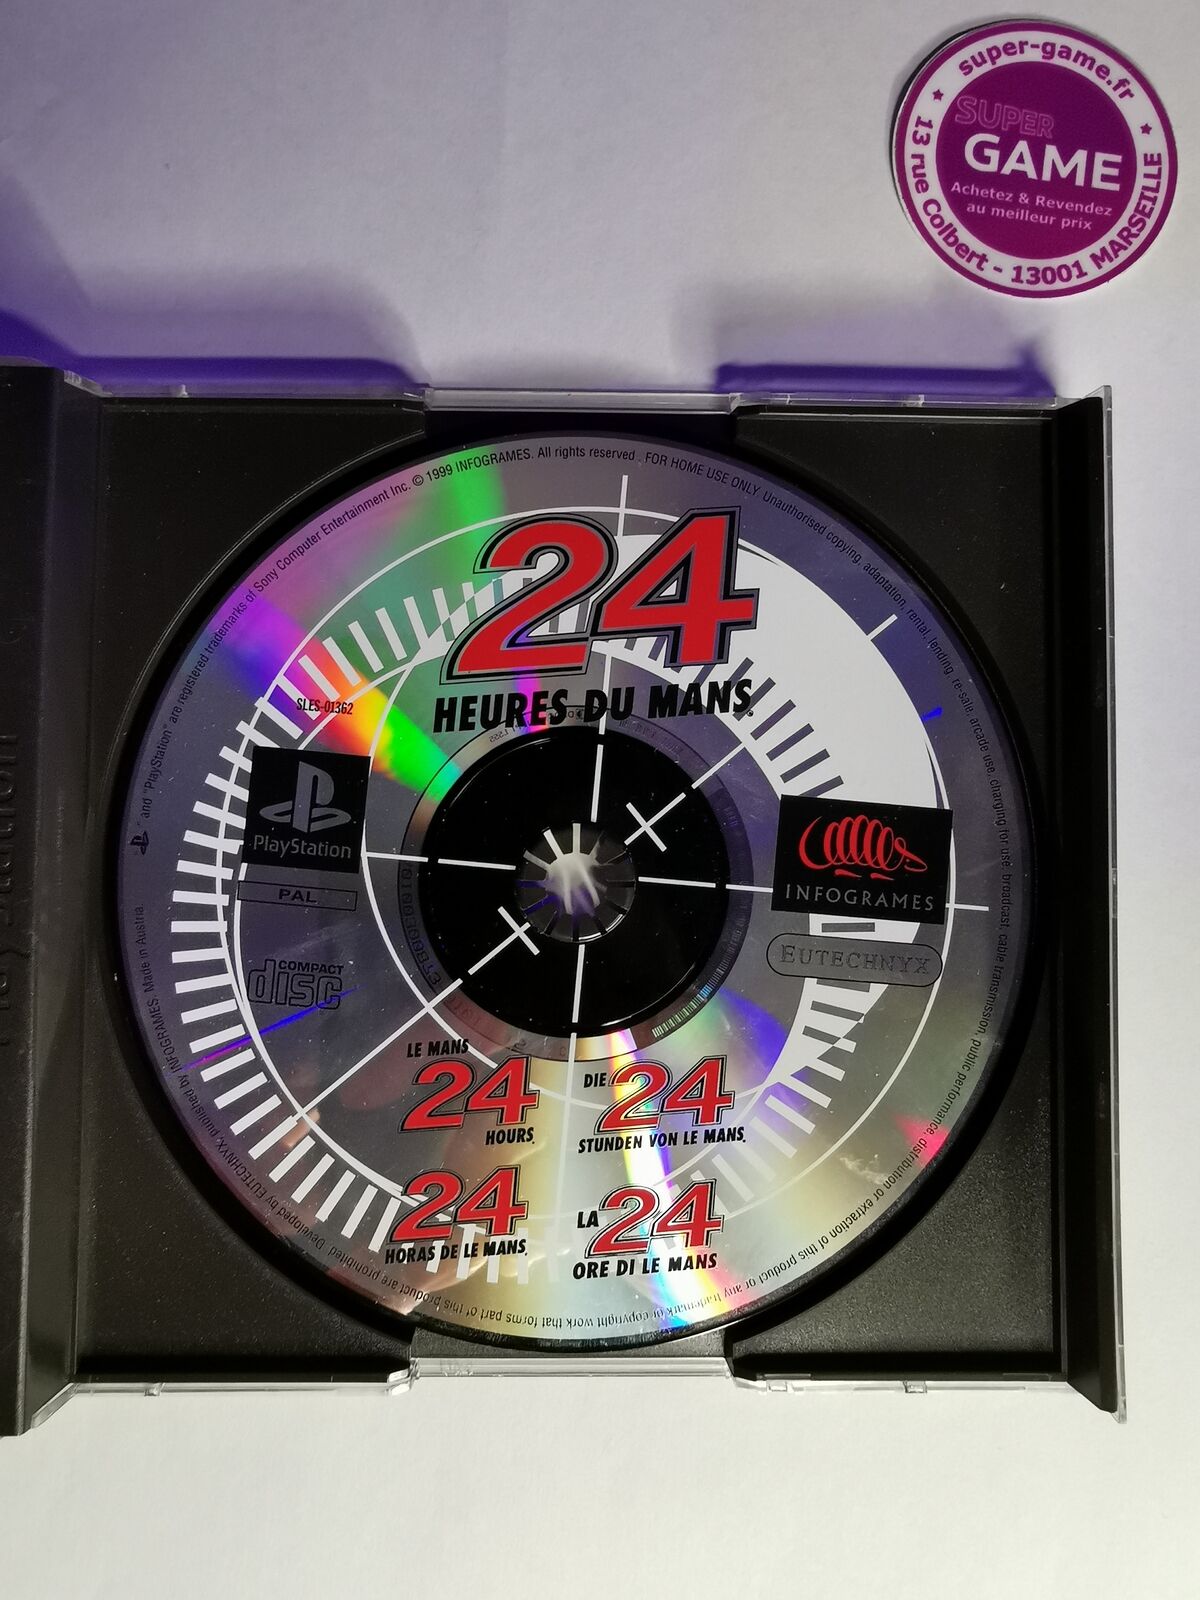 super-game.fr
SUPER
GAME
Achetez & Revendez
au meilleur prix
13 rue Colbert - 13001 MARSEILLE
and "PlayStation" are registered trademarks of Sony Computer Entertainment Inc. © 1999 INFOGRAMES. All rights reserved. FOR HOME USE ONLY. Unauthorised copying, adaptation, rental, lending, re-sale, arcade use, charging for use, broadcast, cable transmission, public performance, distribution or extraction of this product or any trademark or copyright work that forms part of this product are prohibited. Developed by EUTECHNYX, published by INFOGRAMES. Made in Austria.
24
HEURES DU MANS
SLES-01362
PlayStation
PAL
COMPACT
disc
INFOGRAMES
EUTECHNYX
LE MANS
24
HOURS
DIE 24
STUNDEN VON LE MANS
24
HORAS DE LE MANS
LA 24
ORE DI LE MANS